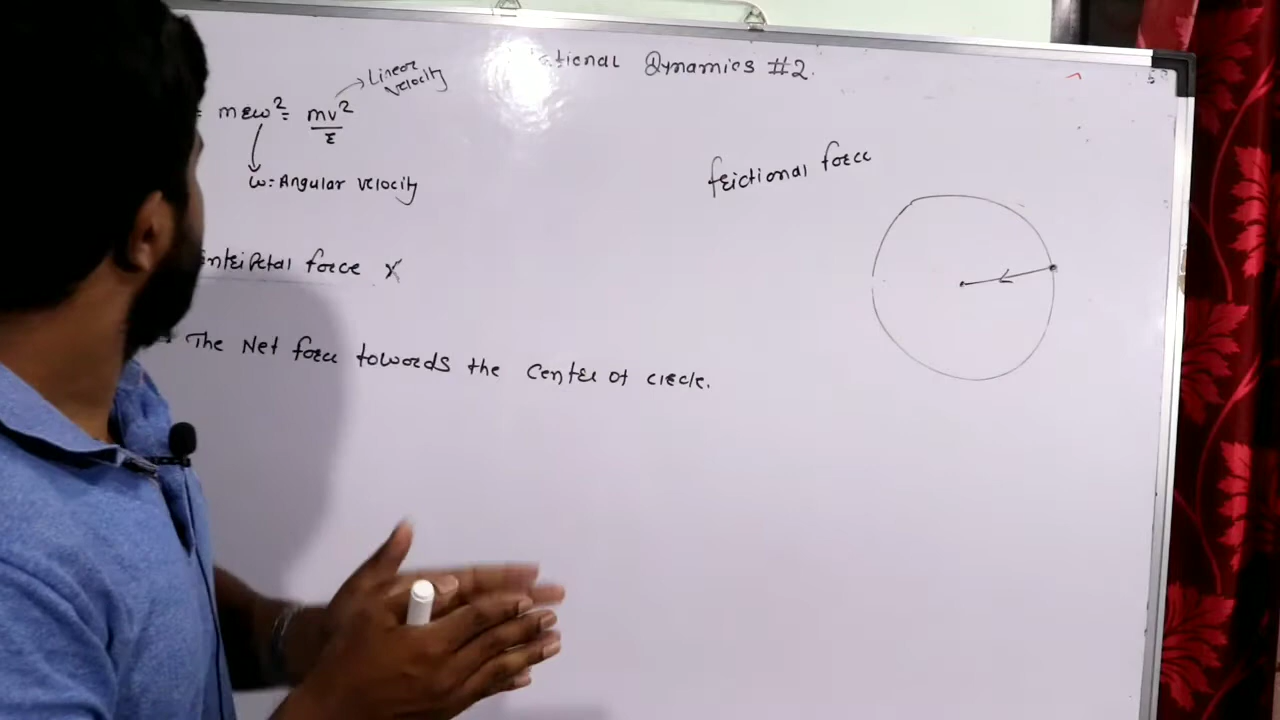 tional Dynamics #2.
Linear
velocity
= mrω² = mv²
r
ω = Angular velocity
frictional force
ntripetal force x
The Net force towards the Center of circle.